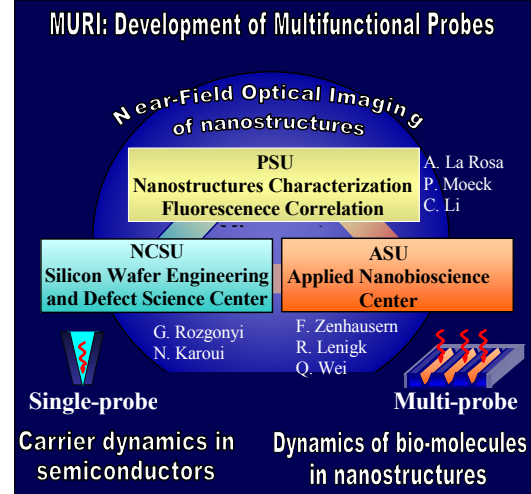 MURI: Development of Multifunctional Probes
Near-Field Optical Imaging
of nanostructures
PSU
Nanostructures Characterization
Fluorescenece Correlation
A. La Rosa
P. Moeck
C. Li
NCSU
Silicon Wafer Engineering
and Defect Science Center
ASU
Applied Nanobioscience
Center
G. Rozgonyi
N. Karoui
F. Zenhausern
R. Lenigk
Q. Wei
Single-probe
Multi-probe
Carrier dynamics in
semiconductors
Dynamics of bio-molecules
in nanostructures